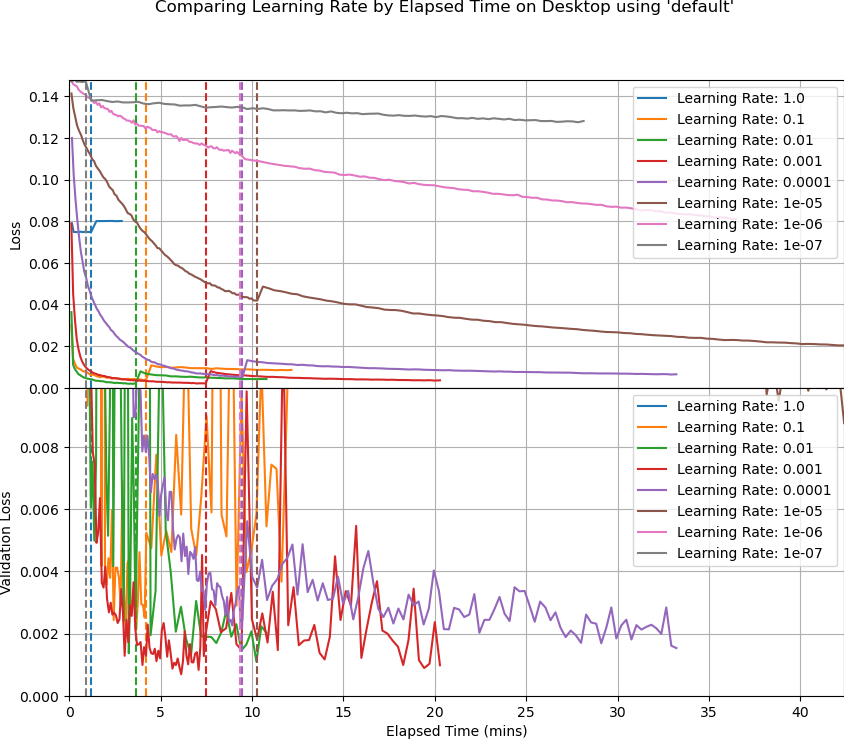 Comparing Learning Rate by Elapsed Time on Desktop using 'default'
0.14
0.12
0.10
0.08
0.06
0.04
0.02
0.00
Loss
Learning Rate: 1.0
Learning Rate: 0.1
Learning Rate: 0.01
Learning Rate: 0.001
Learning Rate: 0.0001
Learning Rate: 1e-05
Learning Rate: 1e-06
Learning Rate: 1e-07
0.008
0.006
0.004
0.002
0.000
Validation Loss
Learning Rate: 1.0
Learning Rate: 0.1
Learning Rate: 0.01
Learning Rate: 0.001
Learning Rate: 0.0001
Learning Rate: 1e-05
Learning Rate: 1e-06
Learning Rate: 1e-07
0 5 10 15 20 25 30 35 40
Elapsed Time (mins)